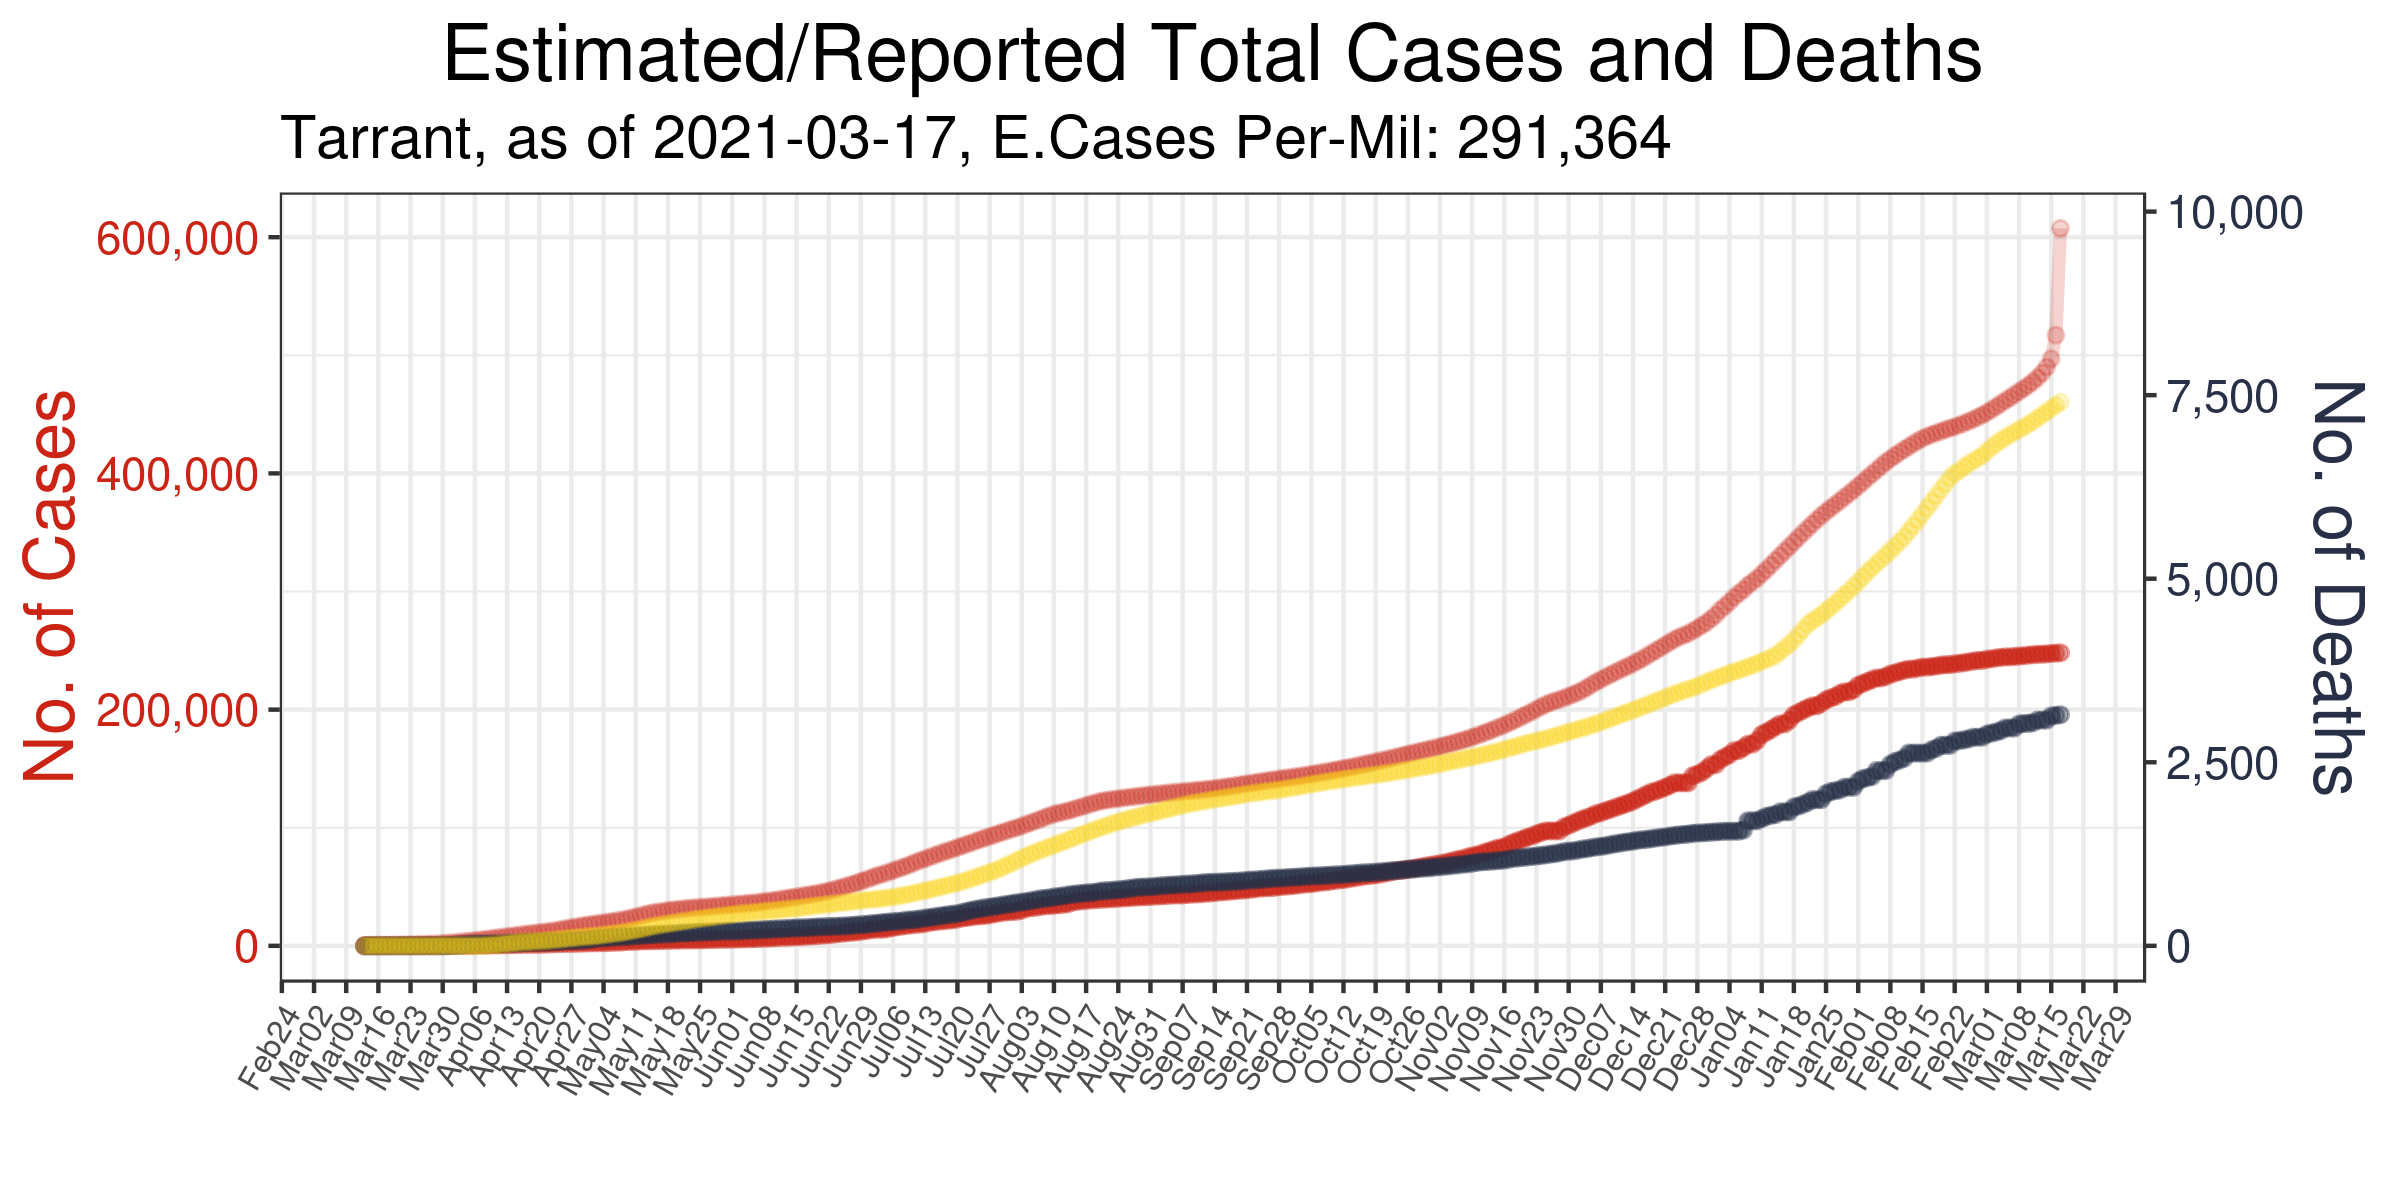 Estimated/Reported Total Cases and Deaths
Tarrant, as of 2021-03-17, E.Cases Per-Mil: 291,364
No. of Cases
600,000
400,000
200,000
0
10,000
7,500
5,000
2,500
0
No. of Deaths
Feb24
Mar02
Mar09
Mar16
Mar23
Mar30
Apr06
Apr13
Apr20
Apr27
May04
May11
May18
May25
Jun01
Jun08
Jun15
Jun22
Jun29
Jul06
Jul13
Jul20
Jul27
Aug03
Aug10
Aug17
Aug24
Aug31
Sep07
Sep14
Sep21
Sep28
Oct05
Oct12
Oct19
Oct26
Nov02
Nov09
Nov16
Nov23
Nov30
Dec07
Dec14
Dec21
Dec28
Jan04
Jan11
Jan18
Jan25
Feb01
Feb08
Feb15
Feb22
Mar01
Mar08
Mar15
Mar22
Mar29